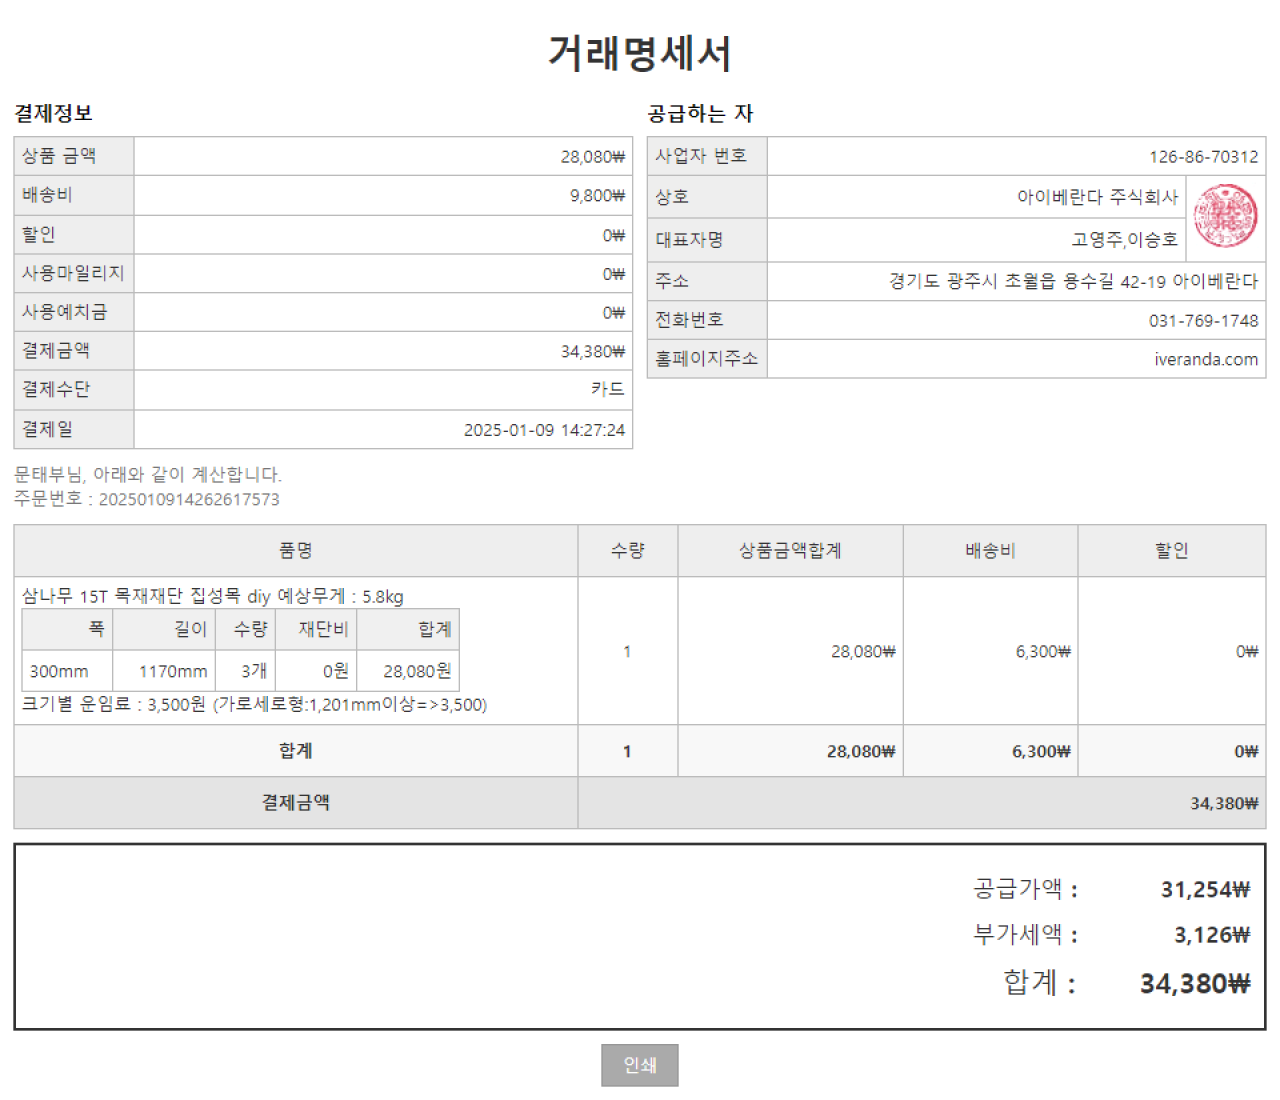 거래명세서
결제정보
상품 금액 28,080₩
배송비 9,800₩
할인 0₩
사용마일리지 0₩
사용예치금 0₩
결제금액 34,380₩
결제수단 카드
결제일 2025-01-09 14:27:24
공급하는 자
사업자 번호 126-86-70312
상호 아이베란다 주식회사
대표자명 고영주,이승호
주소 경기도 광주시 초월읍 용수길 42-19 아이베란다
전화번호 031-769-1748
홈페이지주소 iveranda.com
문태부님, 아래와 같이 계산합니다.
주문번호 : 2025010914262617573
품명 수량 상품금액합계 배송비 할인
삼나무 15T 목재재단 집성목 diy 예상무게 : 5.8kg
폭 길이 수량 재단비 합계
300mm 1170mm 3개 0원 28,080원
크기별 운임료 : 3,500원 (가로세로형:1,201mm이상=>3,500)
1 28,080₩ 6,300₩ 0₩
합계 1 28,080₩ 6,300₩ 0₩
결제금액 34,380₩
공급가액 : 31,254₩
부가세액 : 3,126₩
합계 : 34,380₩
인쇄